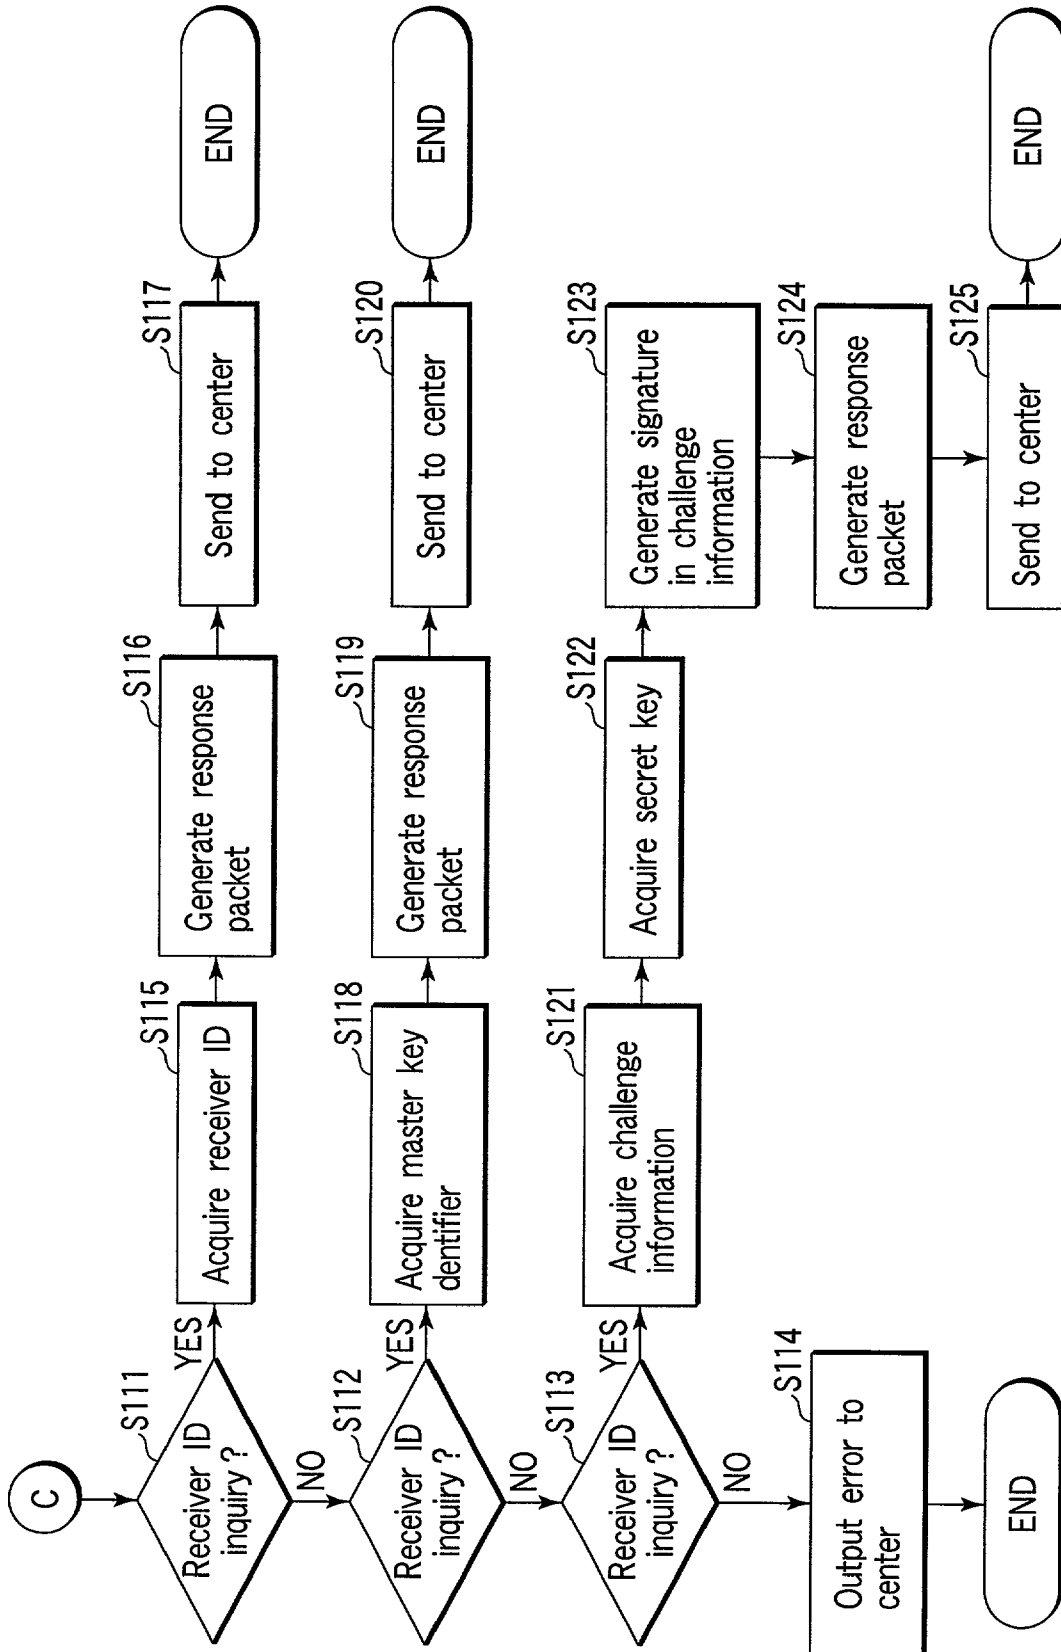 C
S111
Receiver ID
inquiry?
YES
NO
S115
Acquire receiver ID
S116
Generate response
packet
S117
Send to center
END
S112
Receiver ID
inquiry?
YES
NO
S118
Acquire master key
dentifier
S119
Generate response
packet
S120
Send to center
END
S113
Receiver ID
inquiry?
YES
NO
S121
Acquire challenge
information
S122
Acquire secret key
S123
Generate signature
in challenge
information
S124
Generate response
packet
S125
Send to center
END
S114
Output error to
center
END